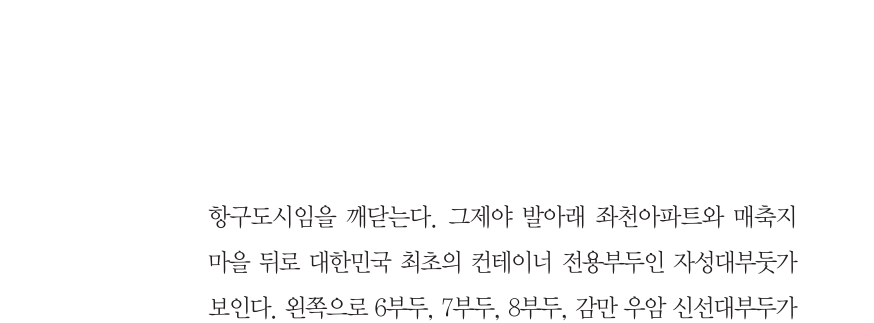 항구도시임을 깨닫는다. 그제야 발아래 좌천아파트와 매축지
마을 뒤로 대한민국 최초의 컨테이너 전용부두인 자성대부둣가
보인다. 왼쪽으로 6부두, 7부두, 8부두, 감만 우암 신선대부두가